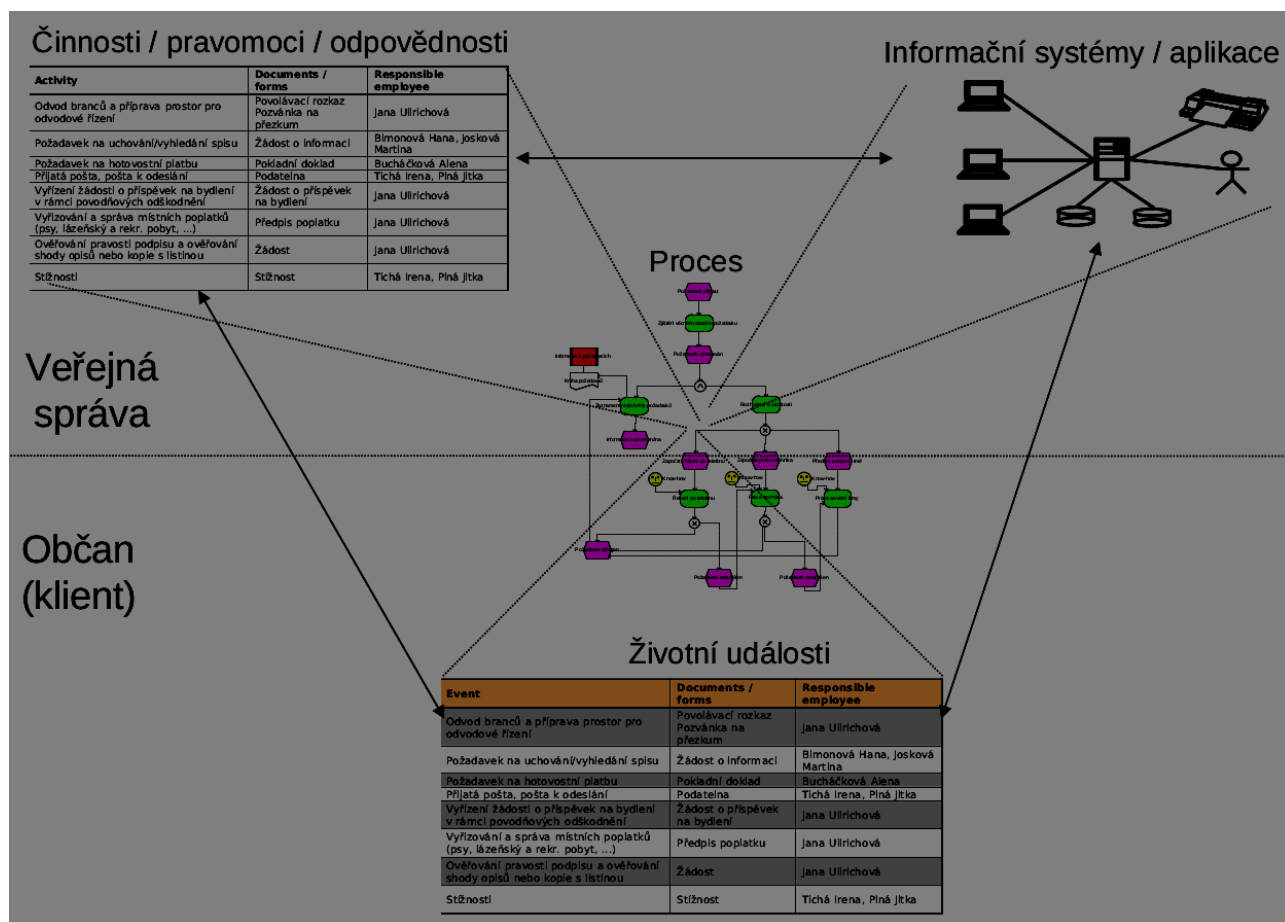 Činnosti / pravomoci / odpovědnosti
Activity
Documents /
forms
Responsible
employee
Odvod branců a příprava prostor pro
odvodové řízení
Povolávací rozkaz
Pozvánka na
přezkum
Jana Ullrichová
Požadavek na uchování/vyhledání spisu
Žádost o informaci
Bimonová Hana, Josková
Martina
Požadavek na hotovostní platbu
Pokladní doklad
Bucháčková Alena
Přijatá pošta, pošta k odeslání
Podatelna
Tichá Irena, Plná Jitka
Vyřízení žádosti o příspěvek na bydlení
v rámci povodňových odškodnění
Žádost o příspěvek
na bydlení
Jana Ullrichová
Vyřizování a správa místních poplatků
(psy, lázeňský a rekr. pobyt, ...)
Předpis poplatku
Jana Ullrichová
Ověřování pravosti podpisu a ověřování
shody opisů nebo kopie s listinou
Žádost
Jana Ullrichová
Stížnosti
Stížnost
Tichá Irena, Plná Jitka
Informační systémy / aplikace
Proces
Veřejná
správa
Občan
(klient)
Životní události
Event
Documents /
forms
Responsible
employee
Odvod branců a příprava prostor pro
odvodové řízení
Povolávací rozkaz
Pozvánka na
přezkum
Jana Ullrichová
Požadavek na uchování/vyhledání spisu
Žádost o informaci
Bimonová Hana, Josková
Martina
Požadavek na hotovostní platbu
Pokladní doklad
Bucháčková Alena
Přijatá pošta, pošta k odeslání
Podatelna
Tichá Irena, Plná Jitka
Vyřízení žádosti o příspěvek na bydlení
v rámci povodňových odškodnění
Žádost o příspěvek
na bydlení
Jana Ullrichová
Vyřizování a správa místních poplatků
(psy, lázeňský a rekr. pobyt, ...)
Předpis poplatku
Jana Ullrichová
Ověřování pravosti podpisu a ověřování
shody opisů nebo kopie s listinou
Žádost
Jana Ullrichová
Stížnosti
Stížnost
Tichá Irena, Plná Jitka